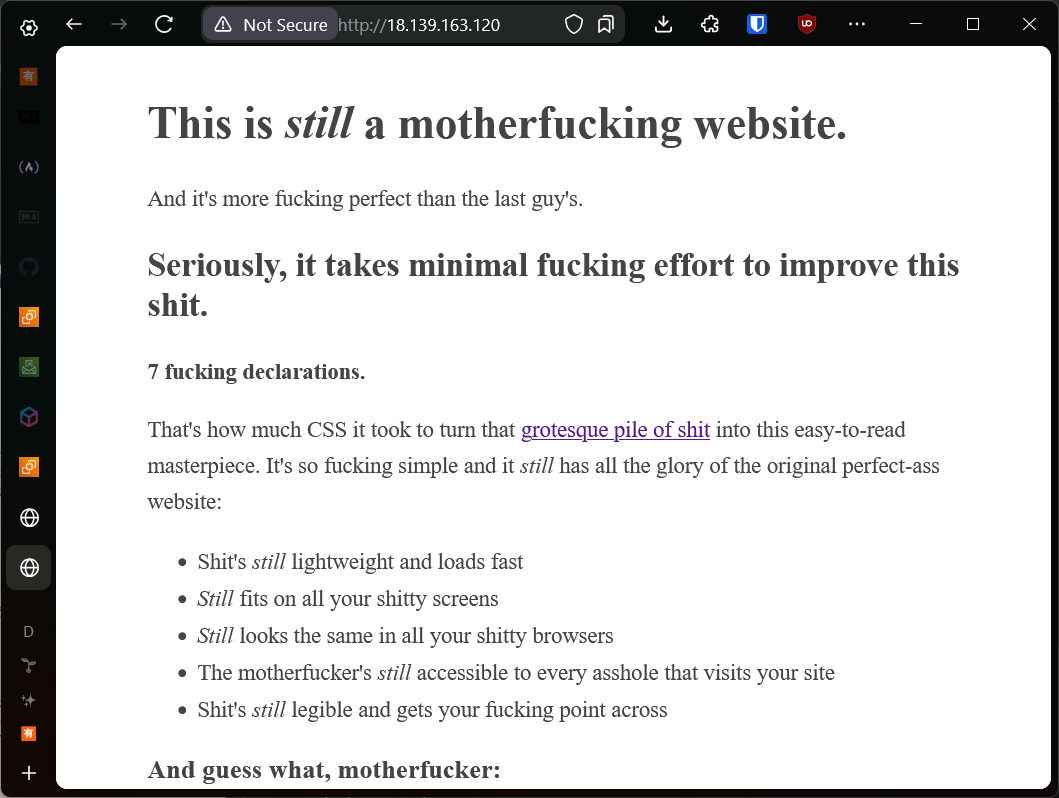 Not Secure http://18.139.163.120
This is still a motherfucking website.
And it's more fucking perfect than the last guy's.
Seriously, it takes minimal fucking effort to improve this
shit.
7 fucking declarations.
That's how much CSS it took to turn that grotesque pile of shit into this easy-to-read
masterpiece. It's so fucking simple and it still has all the glory of the original perfect-ass
website:
• Shit's still lightweight and loads fast
• Still fits on all your shitty screens
• Still looks the same in all your shitty browsers
• The motherfucker's still accessible to every asshole that visits your site
• Shit's still legible and gets your fucking point across
And guess what, motherfucker:
有
D
有